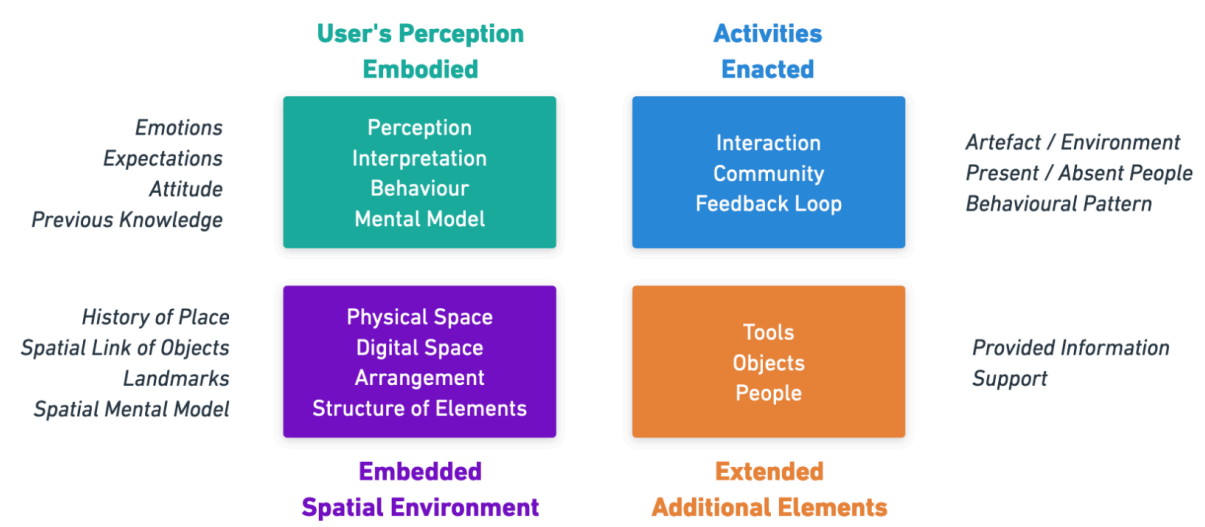 User's Perception
Embodied
Activities
Enacted
Emotions
Expectations
Attitude
Previous Knowledge
Perception
Interpretation
Behaviour
Mental Model
Interaction
Community
Feedback Loop
Artefact / Environment
Present / Absent People
Behavioural Pattern
History of Place
Spatial Link of Objects
Landmarks
Spatial Mental Model
Physical Space
Digital Space
Arrangement
Structure of Elements
Tools
Objects
People
Provided Information
Support
Embedded
Spatial Environment
Extended
Additional Elements